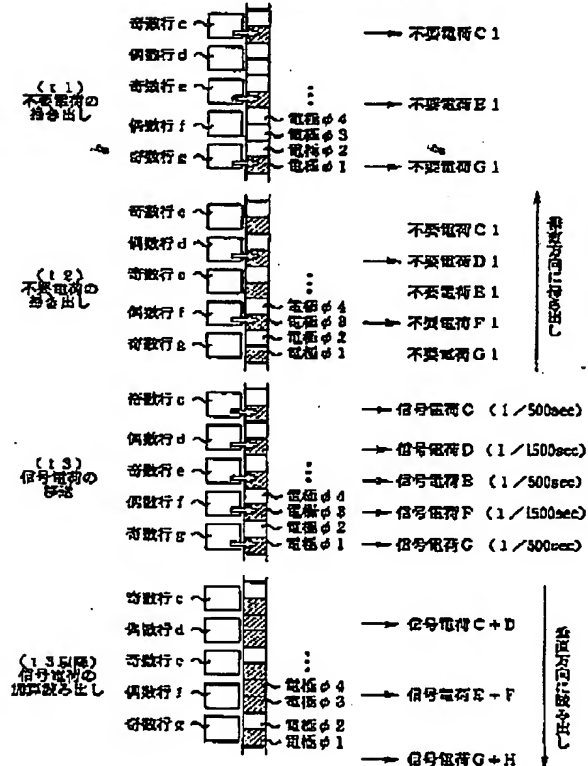 奇数行c
不要電荷C1
偶数行d
(t1)
不要電荷の
掃き出し
奇数行e
不要電荷E1
偶数行f
電極φ4
電極φ3
電極φ2
奇数行g
電極φ1
不要電荷G1
奇数行c
不要電荷C1
偶数行d
不要電荷D1
(t2)
不要電荷の
掃き出し
奇数行e
不要電荷E1
偶数行f
電極φ4
電極φ3
電極φ2
不要電荷F1
奇数行g
電極φ1
不要電荷G1
掃き出し
奇数行c
信号電荷C (1/500sec)
偶数行d
信号電荷D (1/1500sec)
(t3)
信号電荷の
奇数行e
信号電荷E (1/500sec)
偶数行f
電極φ4
電極φ3
電極φ2
信号電荷F (1/1500sec)
奇数行g
電極φ1
信号電荷G (1/500sec)
奇数行c
偶数行d
信号電荷C+D
(t3以降)
信号電荷の
加算読み出し
奇数行e
偶数行f
電極φ4
電極φ3
信号電荷E+F
奇数行g
電極φ2
電極φ1
信号電荷G+H